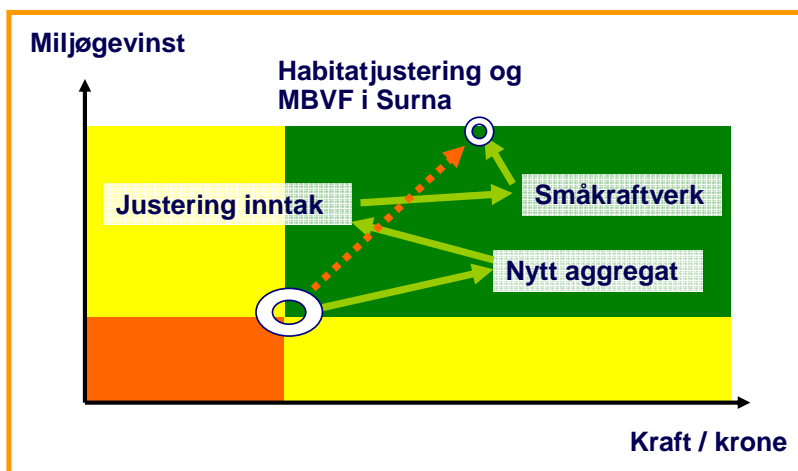 Miljøgevinst
Habitatjustering og
MBVF i Surna
Justering inntak
Småkraftverk
Nytt aggregat
Kraft / krone